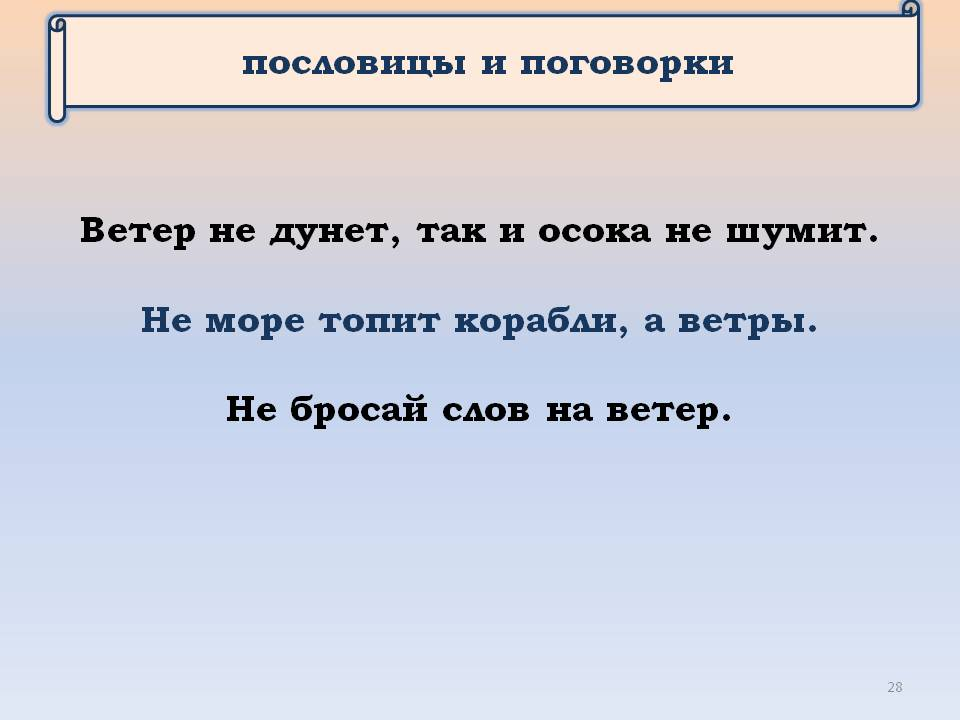 пословицы и поговорки
Ветер не дунет, так и осока не шумит.
Не море топит корабли, а ветры.
Не бросай слов на ветер.
28